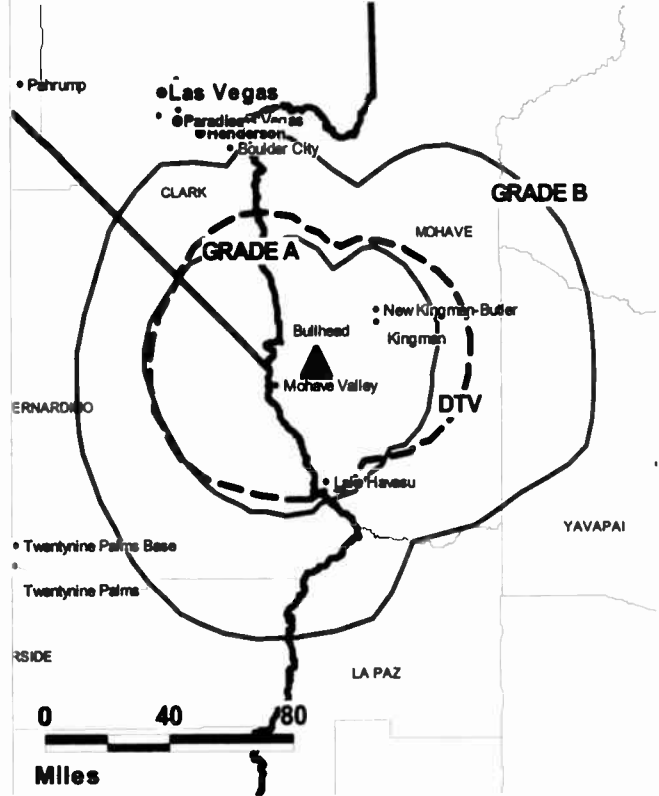 Pahrump
Las Vegas
Henderson
Boulder City
CLARK
GRADE B
MOHAVE
GRADE A
New Kingman-Butler
Bullhead
Kingman
Mohave Valley
DTV
ERNARDINO
Lake Havasu
YAVAPAI
Twentynine Palms Base
Twentynine Palms
RSIDE
LA PAZ
0 40 80
Miles